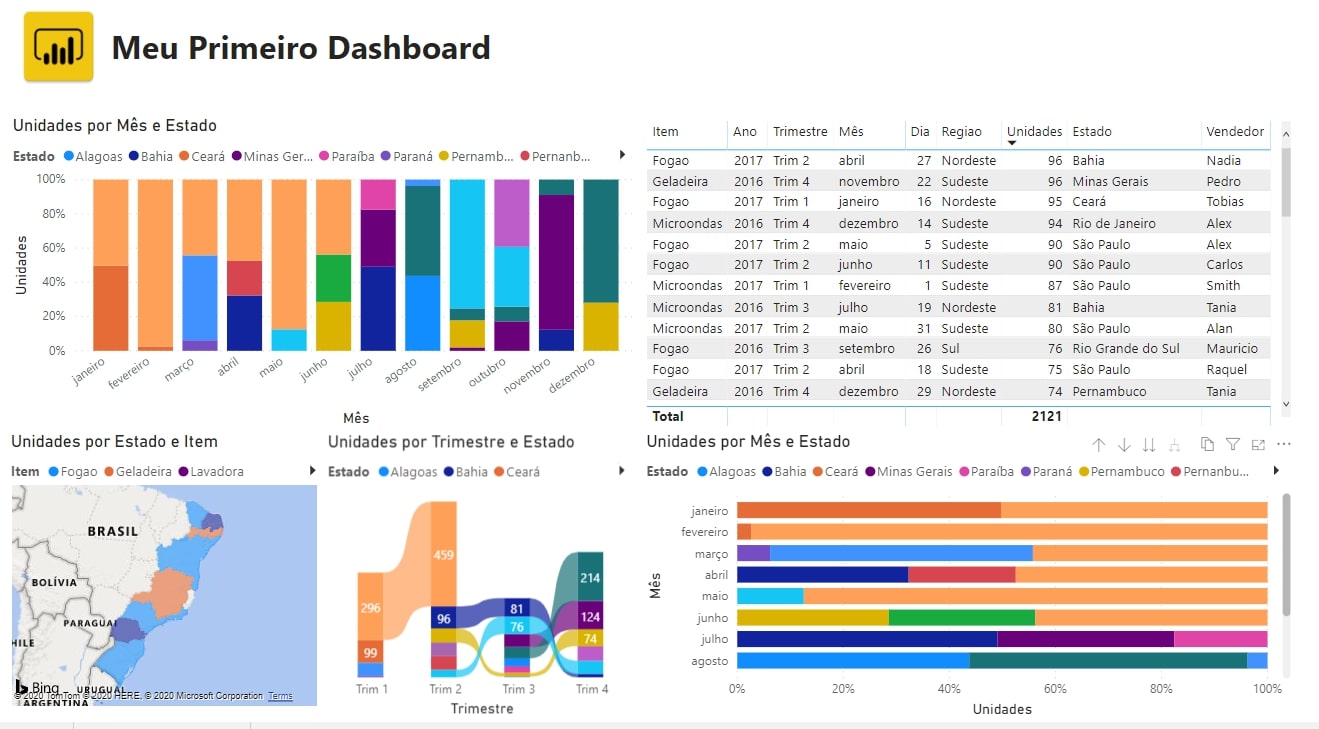 Meu Primeiro Dashboard
Unidades por Mês e Estado
Estado Alagoas Bahia Ceará Minas Ger... Paraíba Paraná Pernamb... Pernanb...
100%
80%
60%
40%
20%
0%
Unidades
janeiro fevereiro março abril maio junho julho agosto setembro outubro novembro dezembro
Mês
Item Ano Trimestre Mês Dia Regiao Unidades Estado Vendedor
Fogao 2017 Trim 2 abril 27 Nordeste 96 Bahia Nadia
Geladeira 2016 Trim 4 novembro 22 Sudeste 96 Minas Gerais Pedro
Fogao 2017 Trim 1 janeiro 16 Nordeste 95 Ceará Tobias
Microondas 2016 Trim 4 dezembro 14 Sudeste 94 Rio de Janeiro Alex
Fogao 2017 Trim 2 maio 5 Sudeste 90 São Paulo Alex
Fogao 2017 Trim 2 junho 11 Sudeste 90 São Paulo Carlos
Microondas 2017 Trim 1 fevereiro 1 Sudeste 87 São Paulo Smith
Microondas 2016 Trim 3 julho 19 Nordeste 81 Bahia Tania
Microondas 2017 Trim 2 maio 31 Sudeste 80 São Paulo Alan
Fogao 2016 Trim 3 setembro 26 Sul 76 Rio Grande do Sul Mauricio
Fogao 2017 Trim 2 abril 18 Sudeste 75 São Paulo Raquel
Geladeira 2016 Trim 4 dezembro 29 Nordeste 74 Pernambuco Tania
Total 2121
Unidades por Estado e Item
Item Fogao Geladeira Lavadora
BRASIL
BOLÍVIA
PARAGUAI
HILE
URUGUAI
ARGENTINA
Bing
© 2020 TomTom © 2020 HERE, © 2020 Microsoft Corporation Terms
Unidades por Trimestre e Estado
Estado Alagoas Bahia Ceará
459
296
99
96
81
76
214
124
74
Trim 1 Trim 2 Trim 3 Trim 4
Trimestre
Unidades por Mês e Estado
Estado Alagoas Bahia Ceará Minas Gerais Paraíba Paraná Pernambuco Pernambu...
Mês
janeiro
fevereiro
março
abril
maio
junho
julho
agosto
0% 20% 40% 60% 80% 100%
Unidades